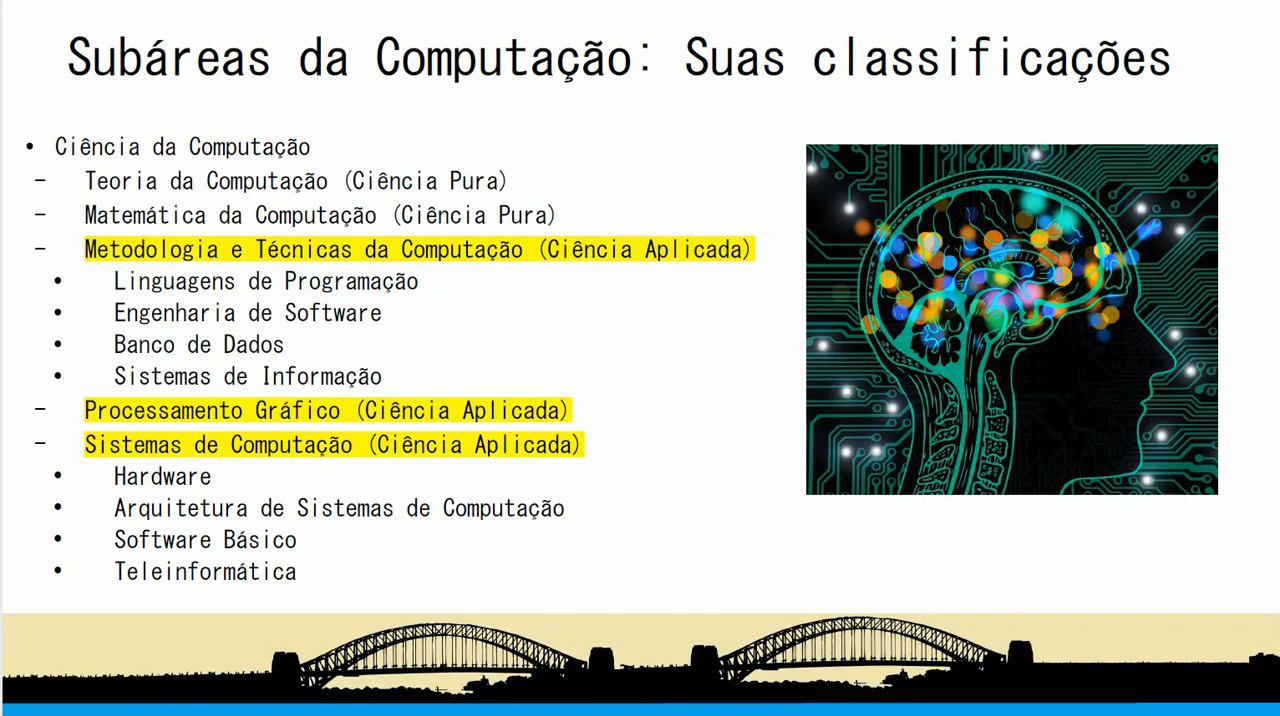 Subáreas da Computação: Suas classificações
• Ciência da Computação
– Teoria da Computação (Ciência Pura)
– Matemática da Computação (Ciência Pura)
– Metodologia e Técnicas da Computação (Ciência Aplicada)
• Linguagens de Programação
• Engenharia de Software
• Banco de Dados
• Sistemas de Informação
– Processamento Gráfico (Ciência Aplicada)
– Sistemas de Computação (Ciência Aplicada)
• Hardware
• Arquitetura de Sistemas de Computação
• Software Básico
• Teleinformática